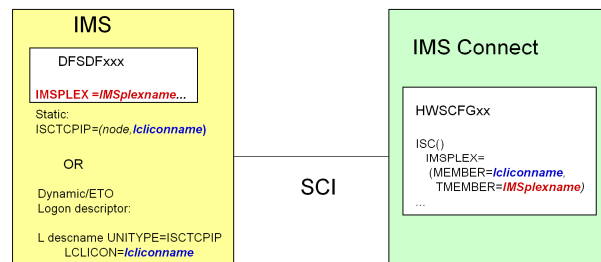 IMS
DFSDFxxx
IMSPLEX =IMSplexname...
Static:
ISCTCPIP=(node,lcliconname)
OR
Dynamic/ETO
Logon descriptor:
L descname UNITYPE=ISCTCPIP
LCLICON=lcliconname
SCI
IMS Connect
HWSCFGxx
ISC()
IMSPLEX=
(MEMBER=lcliconname,
TMEMBER=IMSplexname)
...